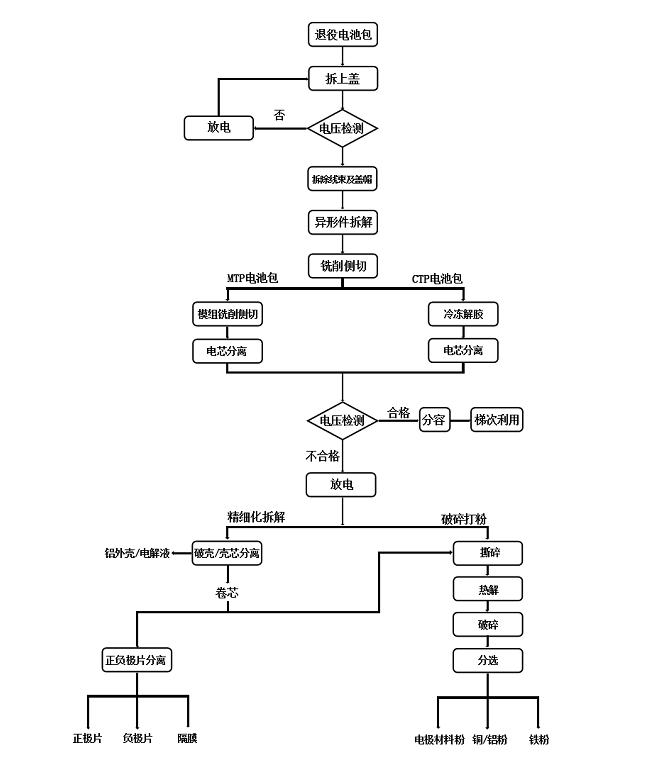 退役电池包
拆上盖
否
放电
电压检测
拆除线束及盖帽
异形件拆解
铣削侧切
MTP电池包
CTP电池包
模组铣削侧切
冷冻解胶
电芯分离
电芯分离
电压检测
合格
分容
梯次利用
不合格
放电
精细化拆解
破碎打粉
铝外壳/电解液
破壳/壳芯分离
撕碎
卷芯
热解
破碎
正负极片分离
分选
正极片
负极片
隔膜
电极材料粉
铜/铝粉
铁粉